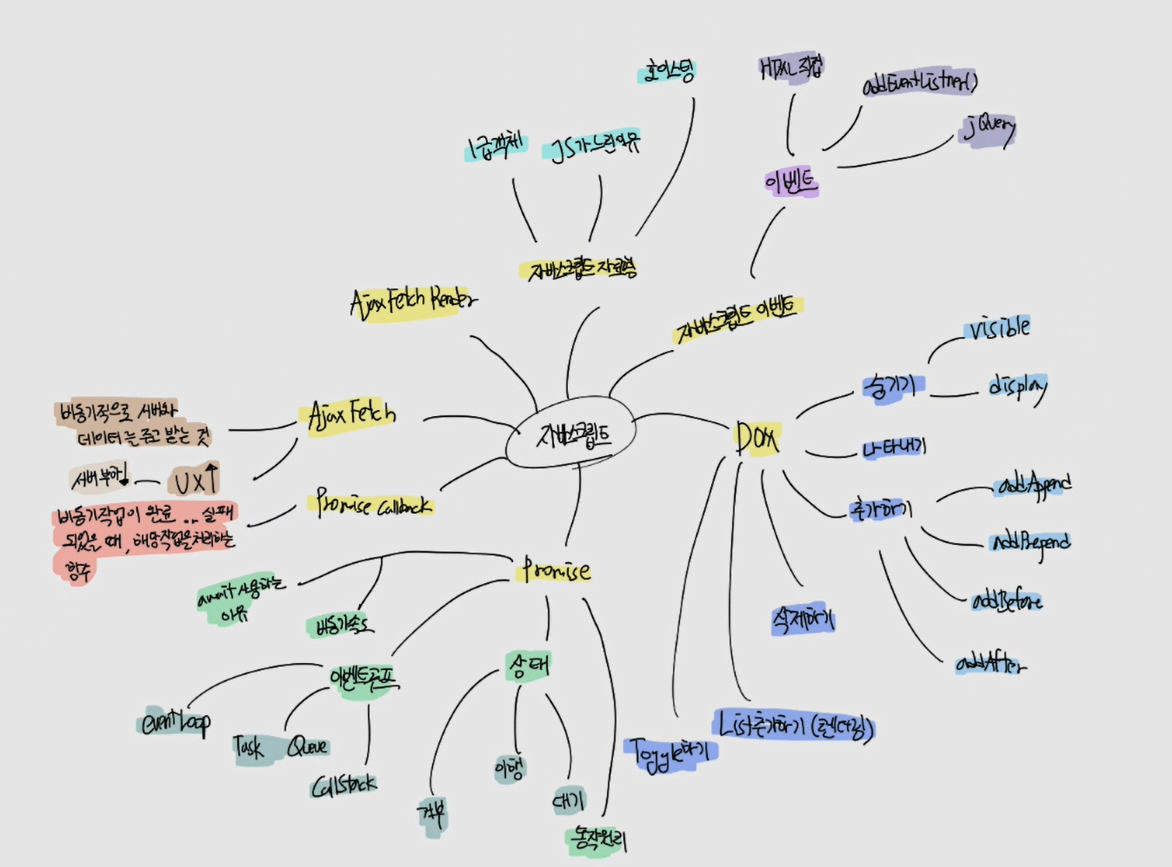 호이스팅
HTML 직접
addEventListner()
jQuery
1급객체
JS가 느린이유
이벤트
자바스크립트 자료형
Ajax Fetch Render
자바스크립트 이벤트
visible
숨기기
display
비동기적으로 서버와
데이터는 주고 받는 것
Ajax Fetch
자바스크립트
DOM
나타내기
서버부하↓
UX↑
Promise Callback
추가하기
addAppend
addPrepend
addBefore
addAfter
비동기작업이 완료 .. 실패
되었을 때, 해당작업을처리하는
함수
Promise
await 사용하는
이유
비동기속도
삭제하기
이벤트루프
상태
eventLoop
Task Queue
CallStack
이행
거부
대기
동작원리
Toggle하기
List추가하기 (렌더링)